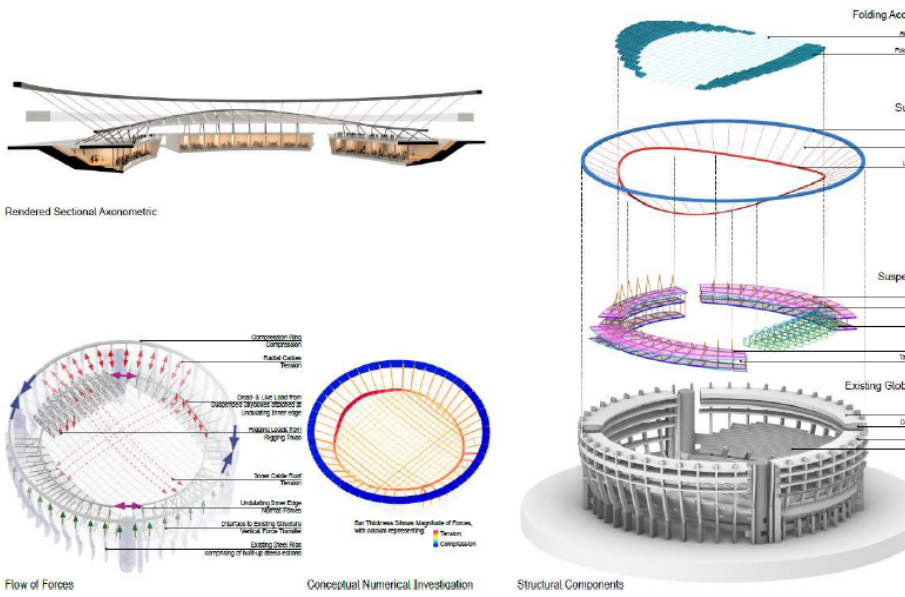 Folding Acc
Rendered Sectional Axonometric
Su
Suspe
Existing Glob
Compression Ring
Compression
Radial Cables
Tension
Dead- & Live Load from
Suspended Skyboxes attached at
Undulating Inner edge
Rigging Loads from
Rigging Truss
Inner Cable Roof
Tension
Undulating Inner Edge
Normal Forces
Interface to Existing Structure
Vertical Force Transfer
Existing Steel Ribs
comprising of built-up steel sections
Flow of Forces
Bar Thickness Shows Magnitude of Forces,
with colours representing:
Tension
Compression
Conceptual Numerical Investigation
Structural Components